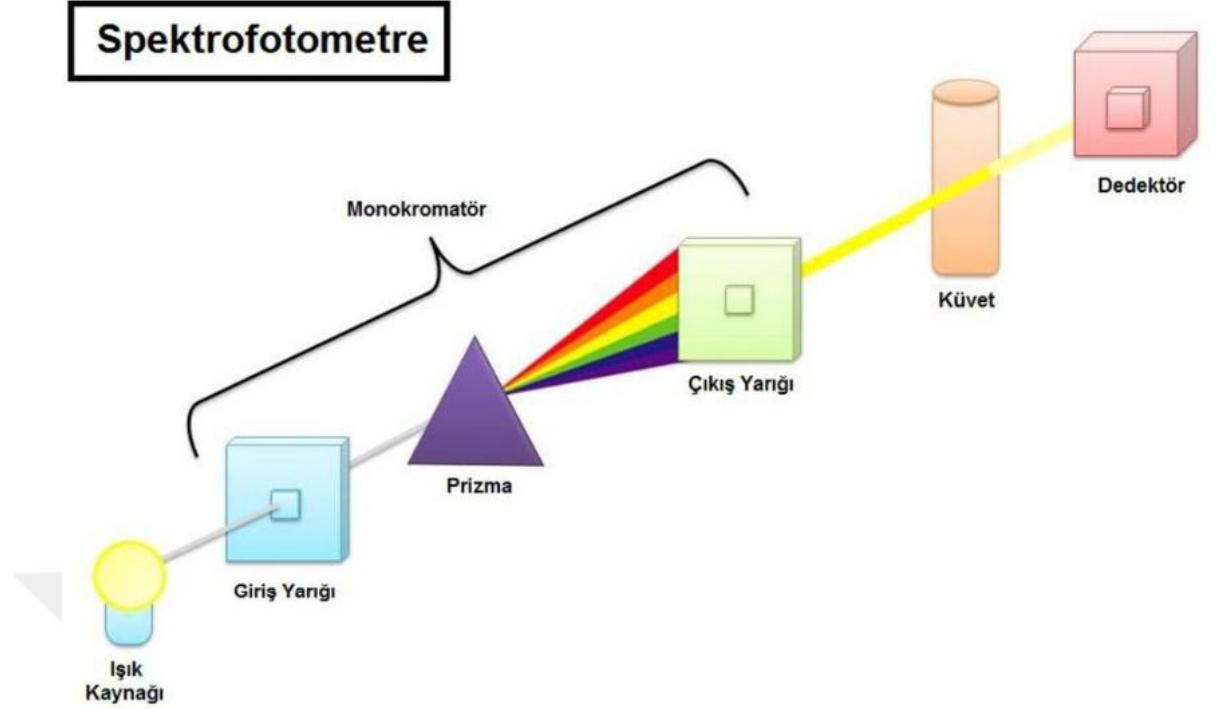 Spektrofotometre
Monokromatör
Dedektör
Küvet
Çıkış Yarığı
Prizma
Giriş Yarığı
Işık
Kaynağı